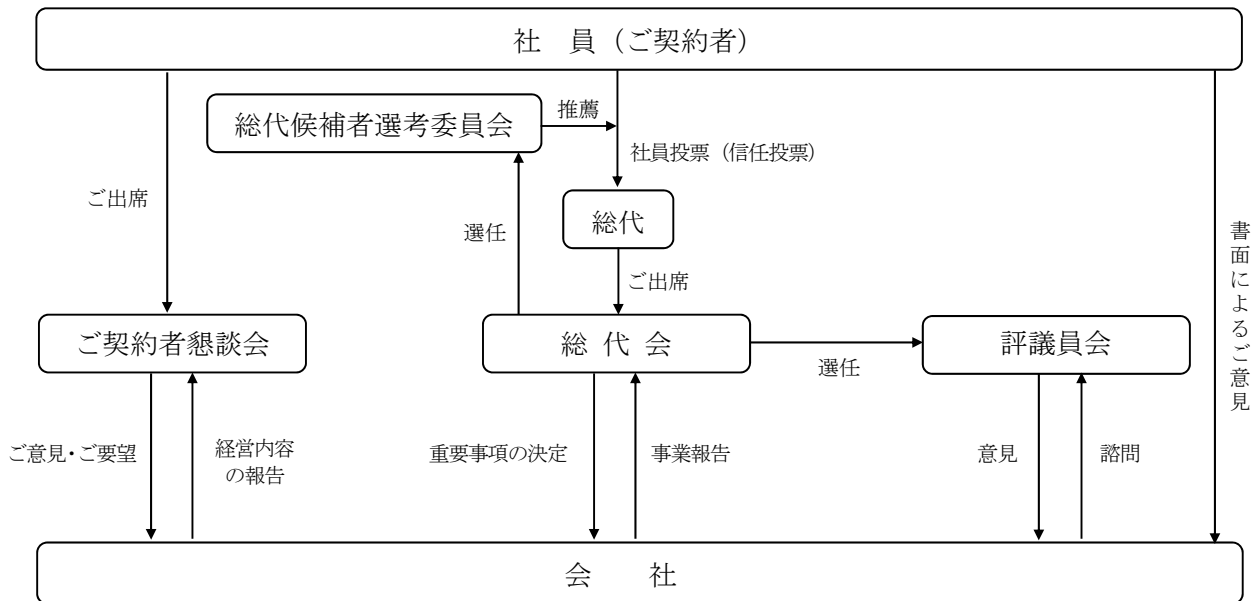 社　員（ご契約者）
総代候補者選考委員会
推薦
社員投票（信任投票）
ご出席
選任
総代
ご出席
書面によるご意見
ご契約者懇談会
総 代 会
選任
評議員会
ご意見・ご要望
経営内容
の報告
重要事項の決定
事業報告
意見
諮問
会　　社